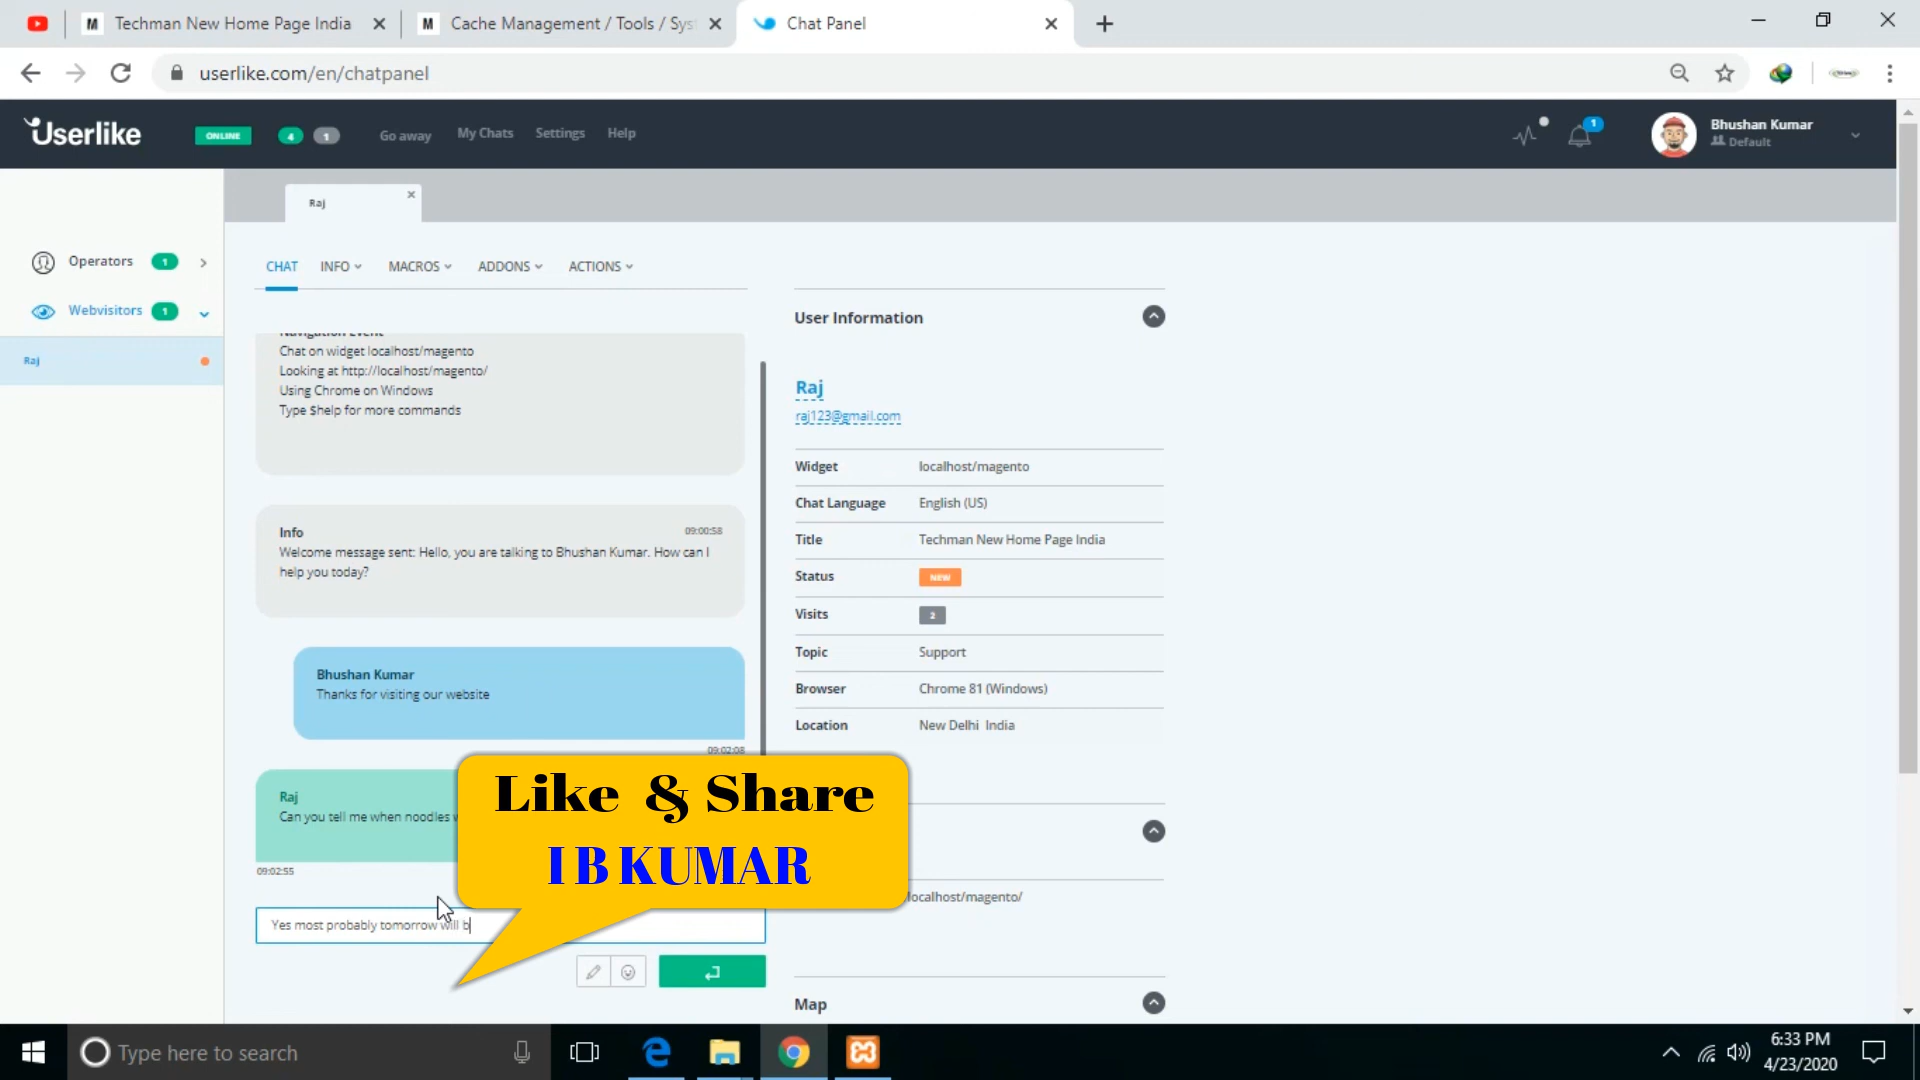 Techman New Home Page India
Cache Management / Tools / Sys
Chat Panel
userlike.com/en/chatpanel
Userlike
ONLINE
4
1
Go away
My Chats
Settings
Help
1
Bhushan Kumar
Default
Raj
Operators
1
Webvisitors
1
Raj
CHAT
INFO
MACROS
ADDONS
ACTIONS
Navigation Event
Chat on widget localhost/magento
Looking at http://localhost/magento/
Using Chrome on Windows
Type $help for more commands
Info
09:00:58
Welcome message sent: Hello, you are talking to Bhushan Kumar. How can I
help you today?
Bhushan Kumar
Thanks for visiting our website
09:02:08
Raj
Can you tell me when noodles
09:02:55
Yes most probably tomorrow will b
Like & Share
I B KUMAR
User Information
Raj
raj123@gmail.com
Widget localhost/magento
Chat Language English (US)
Title Techman New Home Page India
Status NEW
Visits 2
Topic Support
Browser Chrome 81 (Windows)
Location New Delhi India
localhost/magento/
Map
Type here to search
6:33 PM
4/23/2020